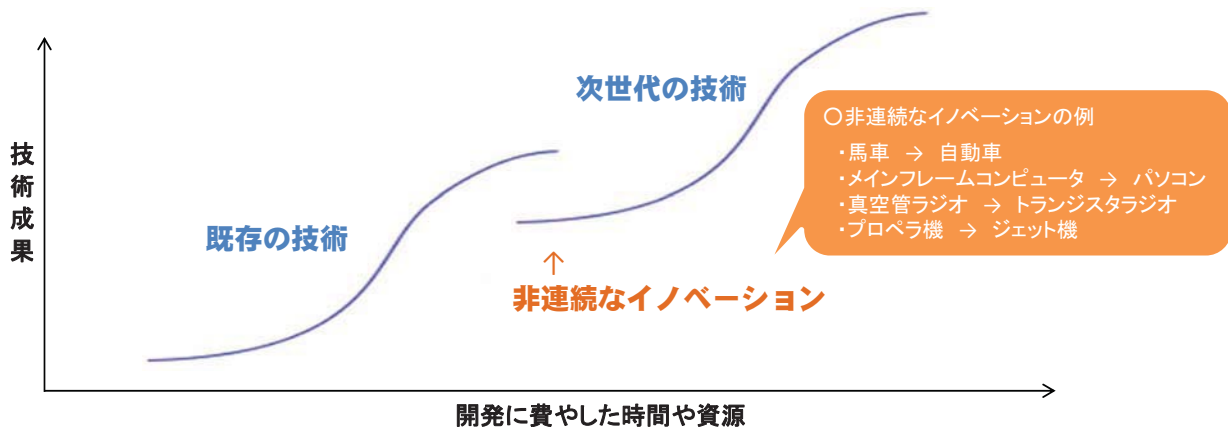 次世代の技術
○非連続なイノベーションの例
・馬車 → 自動車
・メインフレームコンピュータ → パソコン
・真空管ラジオ → トランジスタラジオ
・プロペラ機 → ジェット機
技術成果
既存の技術
↑
非連続なイノベーション
開発に費やした時間や資源